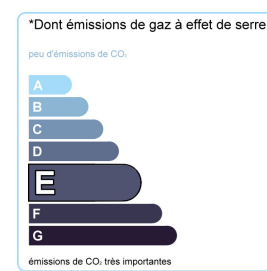 *Dont émissions de gaz à effet de serre
peu d'émissions de CO₂
A
B
C
D
E
F
G
émissions de CO₂ très importantes